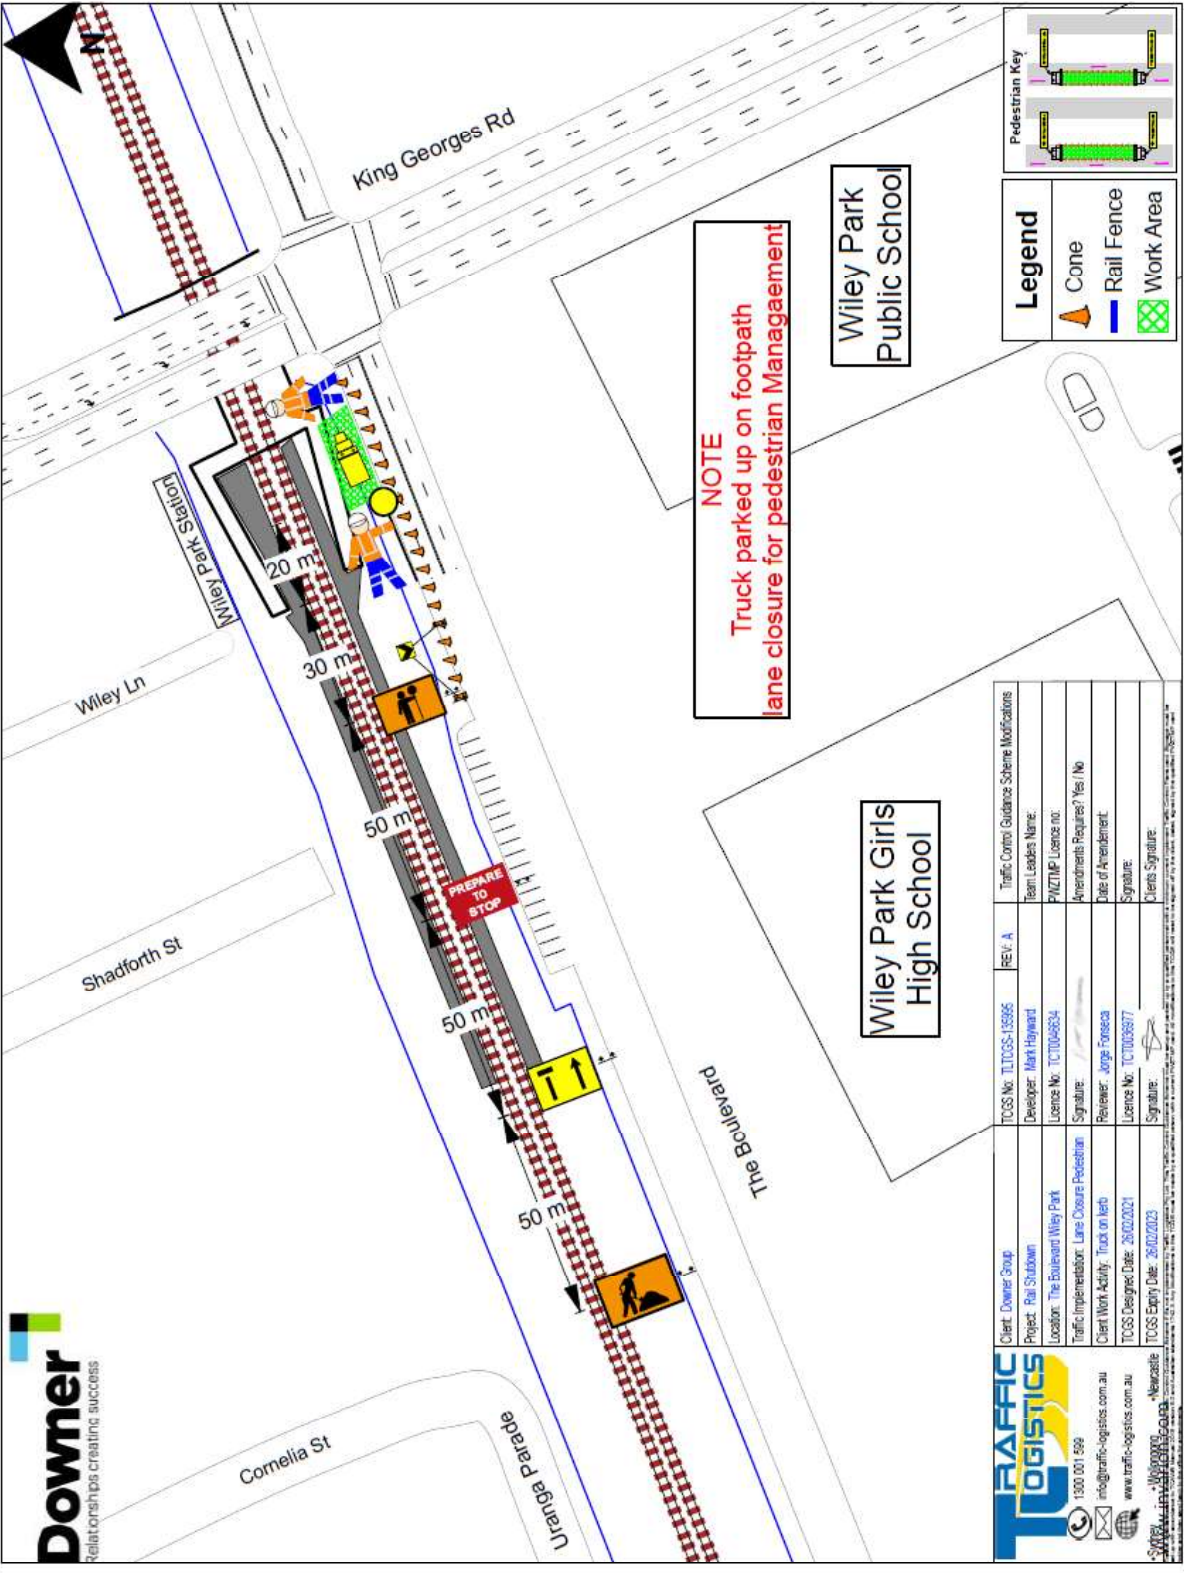 N
King Georges Rd
Wiley Park Station
Wiley Ln
Shadforth St
Cornelia St
Uranga Parade
The Boulevard
20 m
30 m
50 m
50 m
50 m
PREPARE
TO
STOP
NOTE
Truck parked up on footpath
lane closure for pedestrian Managaement
Wiley Park
Public School
Wiley Park Girls
High School
Pedestrian Key
Legend
Cone
Rail Fence
Work Area
Downer
Relationships creating success
TRAFFIC
LOGISTICS
1300 001 599
info@traffic-logistics.com.au
www.traffic-logistics.com.au
•Sydney •Wollongong •Newcastle
www.invarion.com
Client: Downer Group
Project: Rail Shutdown
Location: The Boulevard Wiley Park
Traffic Implementation: Lane Closure Pedestrian
Client Work Activity: Truck on kerb
TCGS Designed Date: 26/02/2021
TCGS Expiry Date: 26/02/2023
TCGS No: TLTCGS-135995
REV: A
Developer: Mark Hayward
Licence No: TCT0046634
Signature:
Reviewer: Jorge Fonseca
Licence No: TCT0036977
Signature:
Traffic Control Guidance Scheme Modifications
Team Leaders Name:
PWZTMP Licence no:
Amendments Requires? Yes / No
Date of Amendement:
Signature:
Clients Signature: